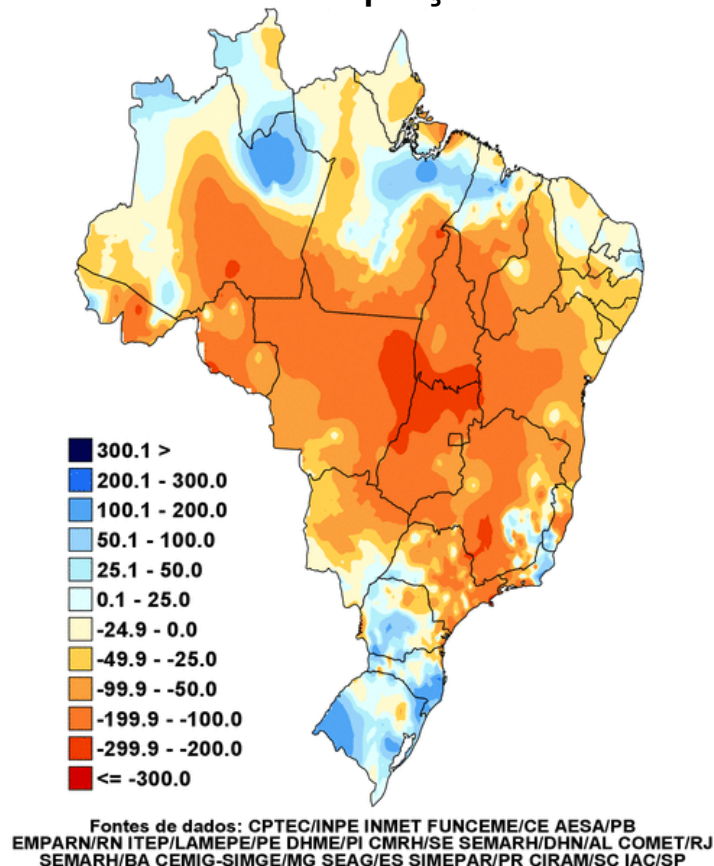 300.1 >
200.1 - 300.0
100.1 - 200.0
50.1 - 100.0
25.1 - 50.0
0.1 - 25.0
-24.9 - 0.0
-49.9 - -25.0
-99.9 - -50.0
-199.9 - -100.0
-299.9 - -200.0
<= -300.0
Fontes de dados: CPTEC/INPE INMET FUNCEME/CE AESA/PB
EMPARN/RN ITEP/LAMEPE/PE DHME/PI CMRH/SE SEMARH/DHN/AL COMET/RJ
SEMARH/BA CEMIG-SIMGE/MG SEAG/ES SIMEPAR/PR CIRAM/SC IAC/SP